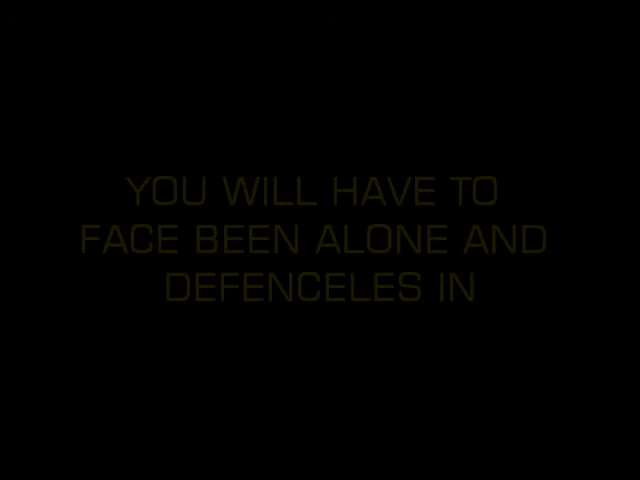 YOU WILL HAVE TO
FACE BEEN ALONE AND
DEFENCELES IN